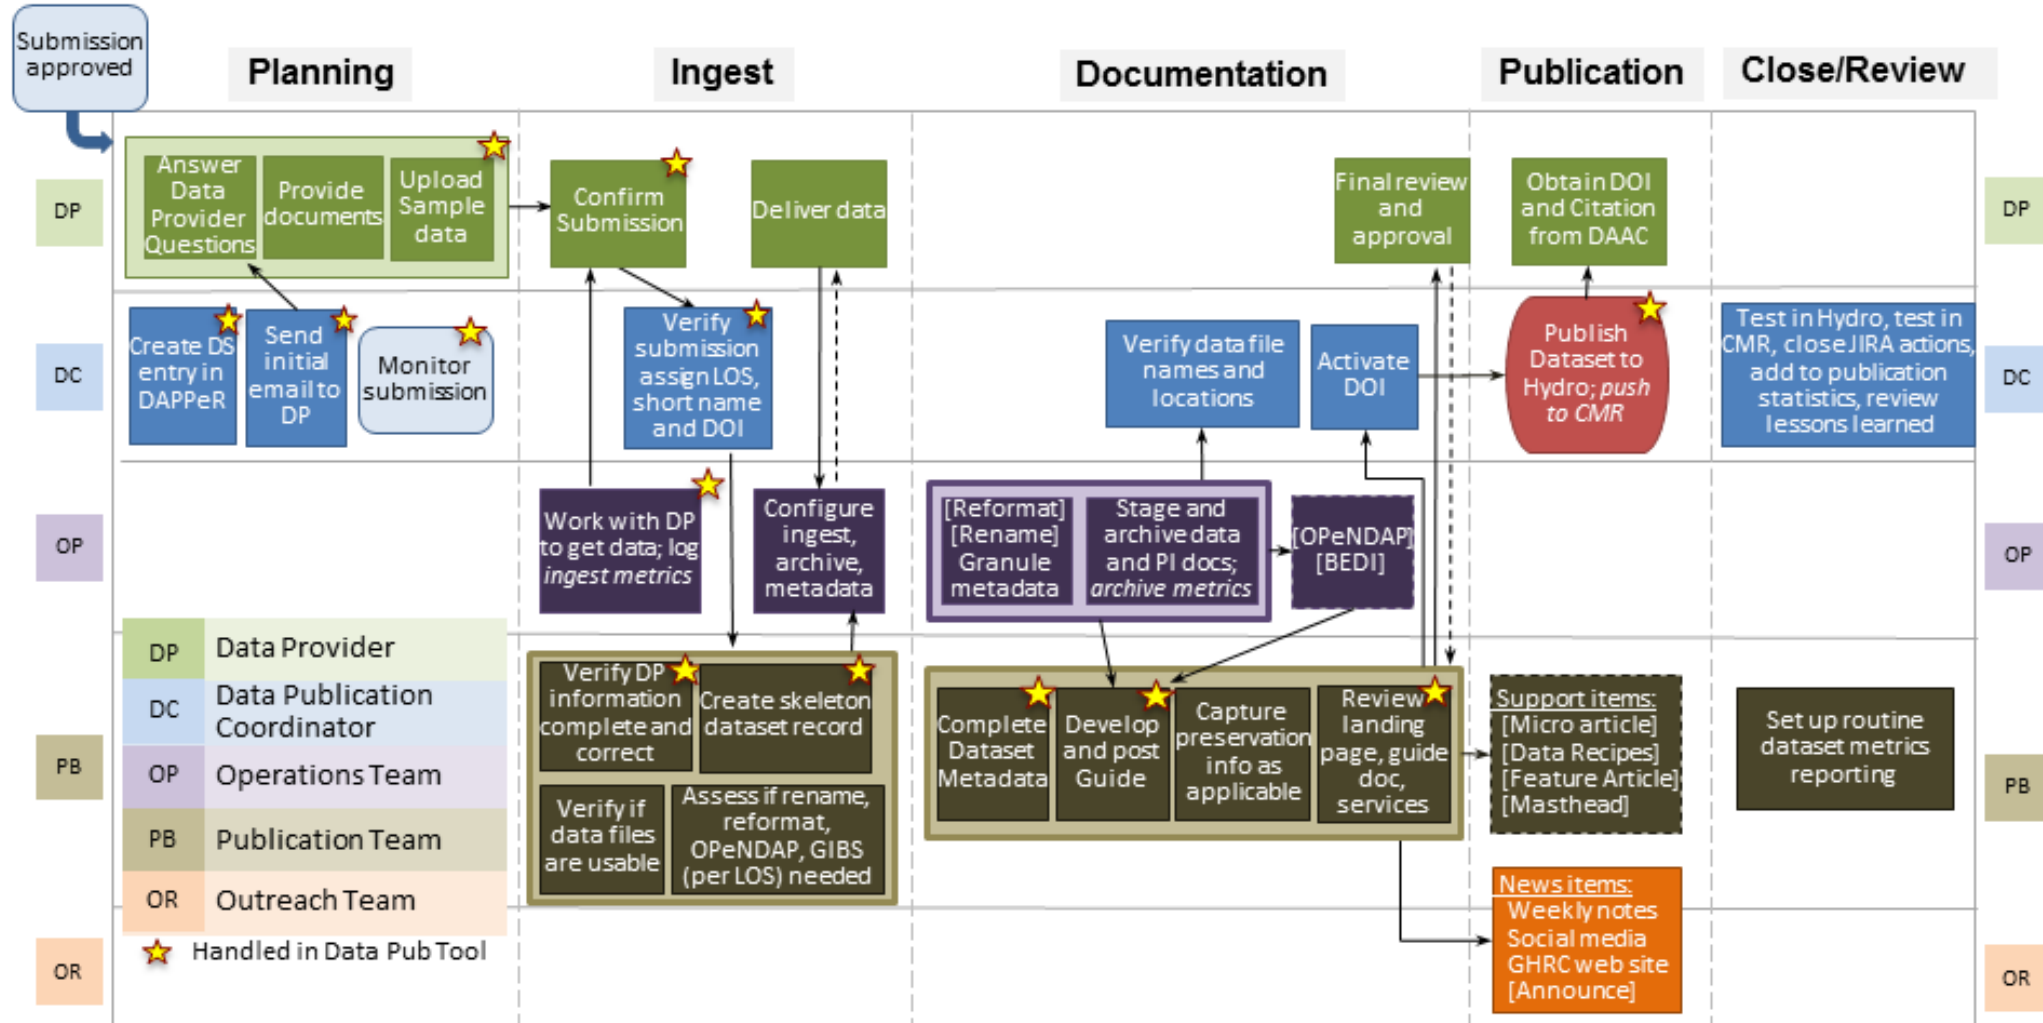 Submission
approved
Planning
Ingest
Documentation
Publication
Close/Review
DP
Answer
Data
Provider
Questions
Provide
documents
Upload
Sample
data
Confirm
Submission
Deliver data
Final review
and
approval
Obtain DOI
and Citation
from DAAC
DP
DC
Create DS
entry in
DAPPeR
Send
initial
email to
DP
Monitor
submission
Verify
submission
assign LOS,
short name
and DOI
Verify data file
names and
locations
Activate
DOI
Publish
Dataset to
Hydro; push
to CMR
Test in Hydro, test in
CMR, close JIRA actions,
add to publication
statistics, review
lessons learned
DC
OP
Work with DP
to get data; log
ingest metrics
Configure
ingest,
archive,
metadata
[Reformat]
[Rename]
Granule
metadata
Stage and
archive data
and PI docs;
archive metrics
[OPeNDAP]
[BEDI]
OP
DP Data Provider
DC Data Publication
Coordinator
OP Operations Team
PB Publication Team
OR Outreach Team
Handled in Data Pub Tool
PB
Verify DP
information
complete and
correct
Create skeleton
dataset record
Verify if
data files
are usable
Assess if rename,
reformat,
OPeNDAP, GIBS
(per LOS) needed
Complete
Dataset
Metadata
Develop
and post
Guide
Capture
preservation
info as
applicable
Review
landing
page, guide
doc,
services
Support items:
[Micro article]
[Data Recipes]
[Feature Article]
[Masthead]
Set up routine
dataset metrics
reporting
PB
OR
News items:
Weekly notes
Social media
GHRC web site
[Announce]
OR